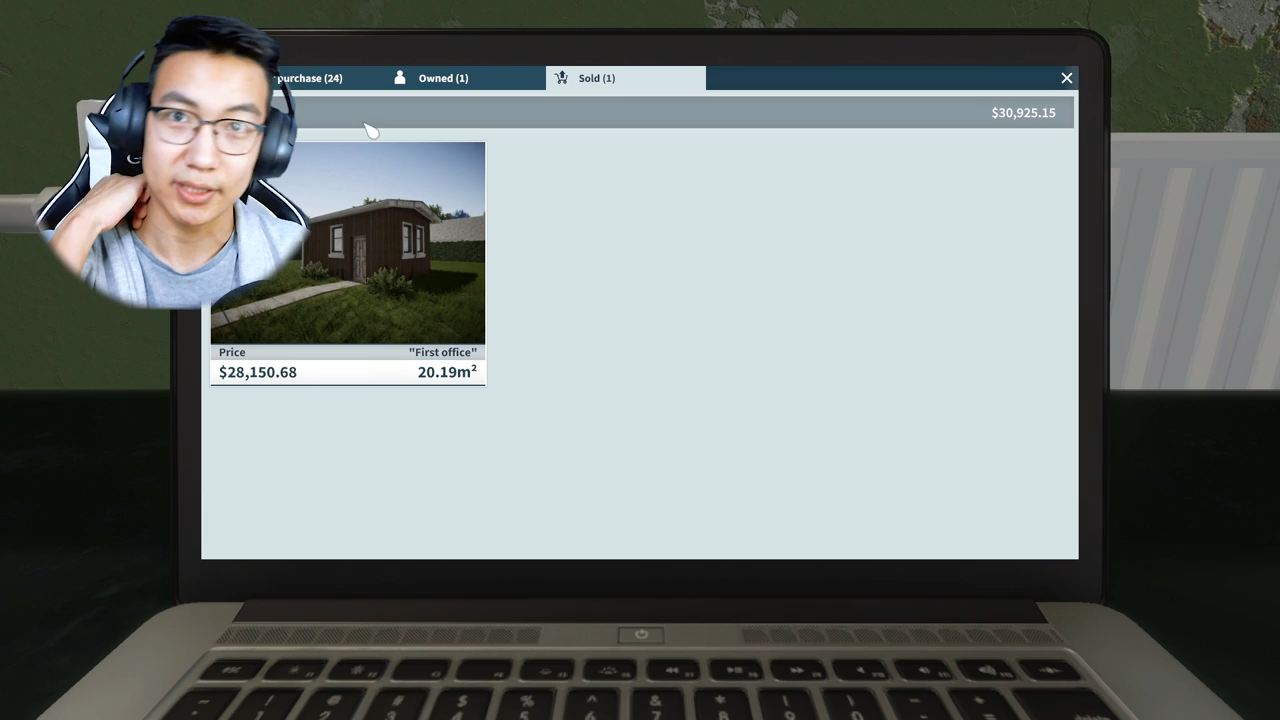 purchase (24)
Owned (1)
Sold (1)
$30,925.15
Price
"First office"
$28,150.68
20.19m²